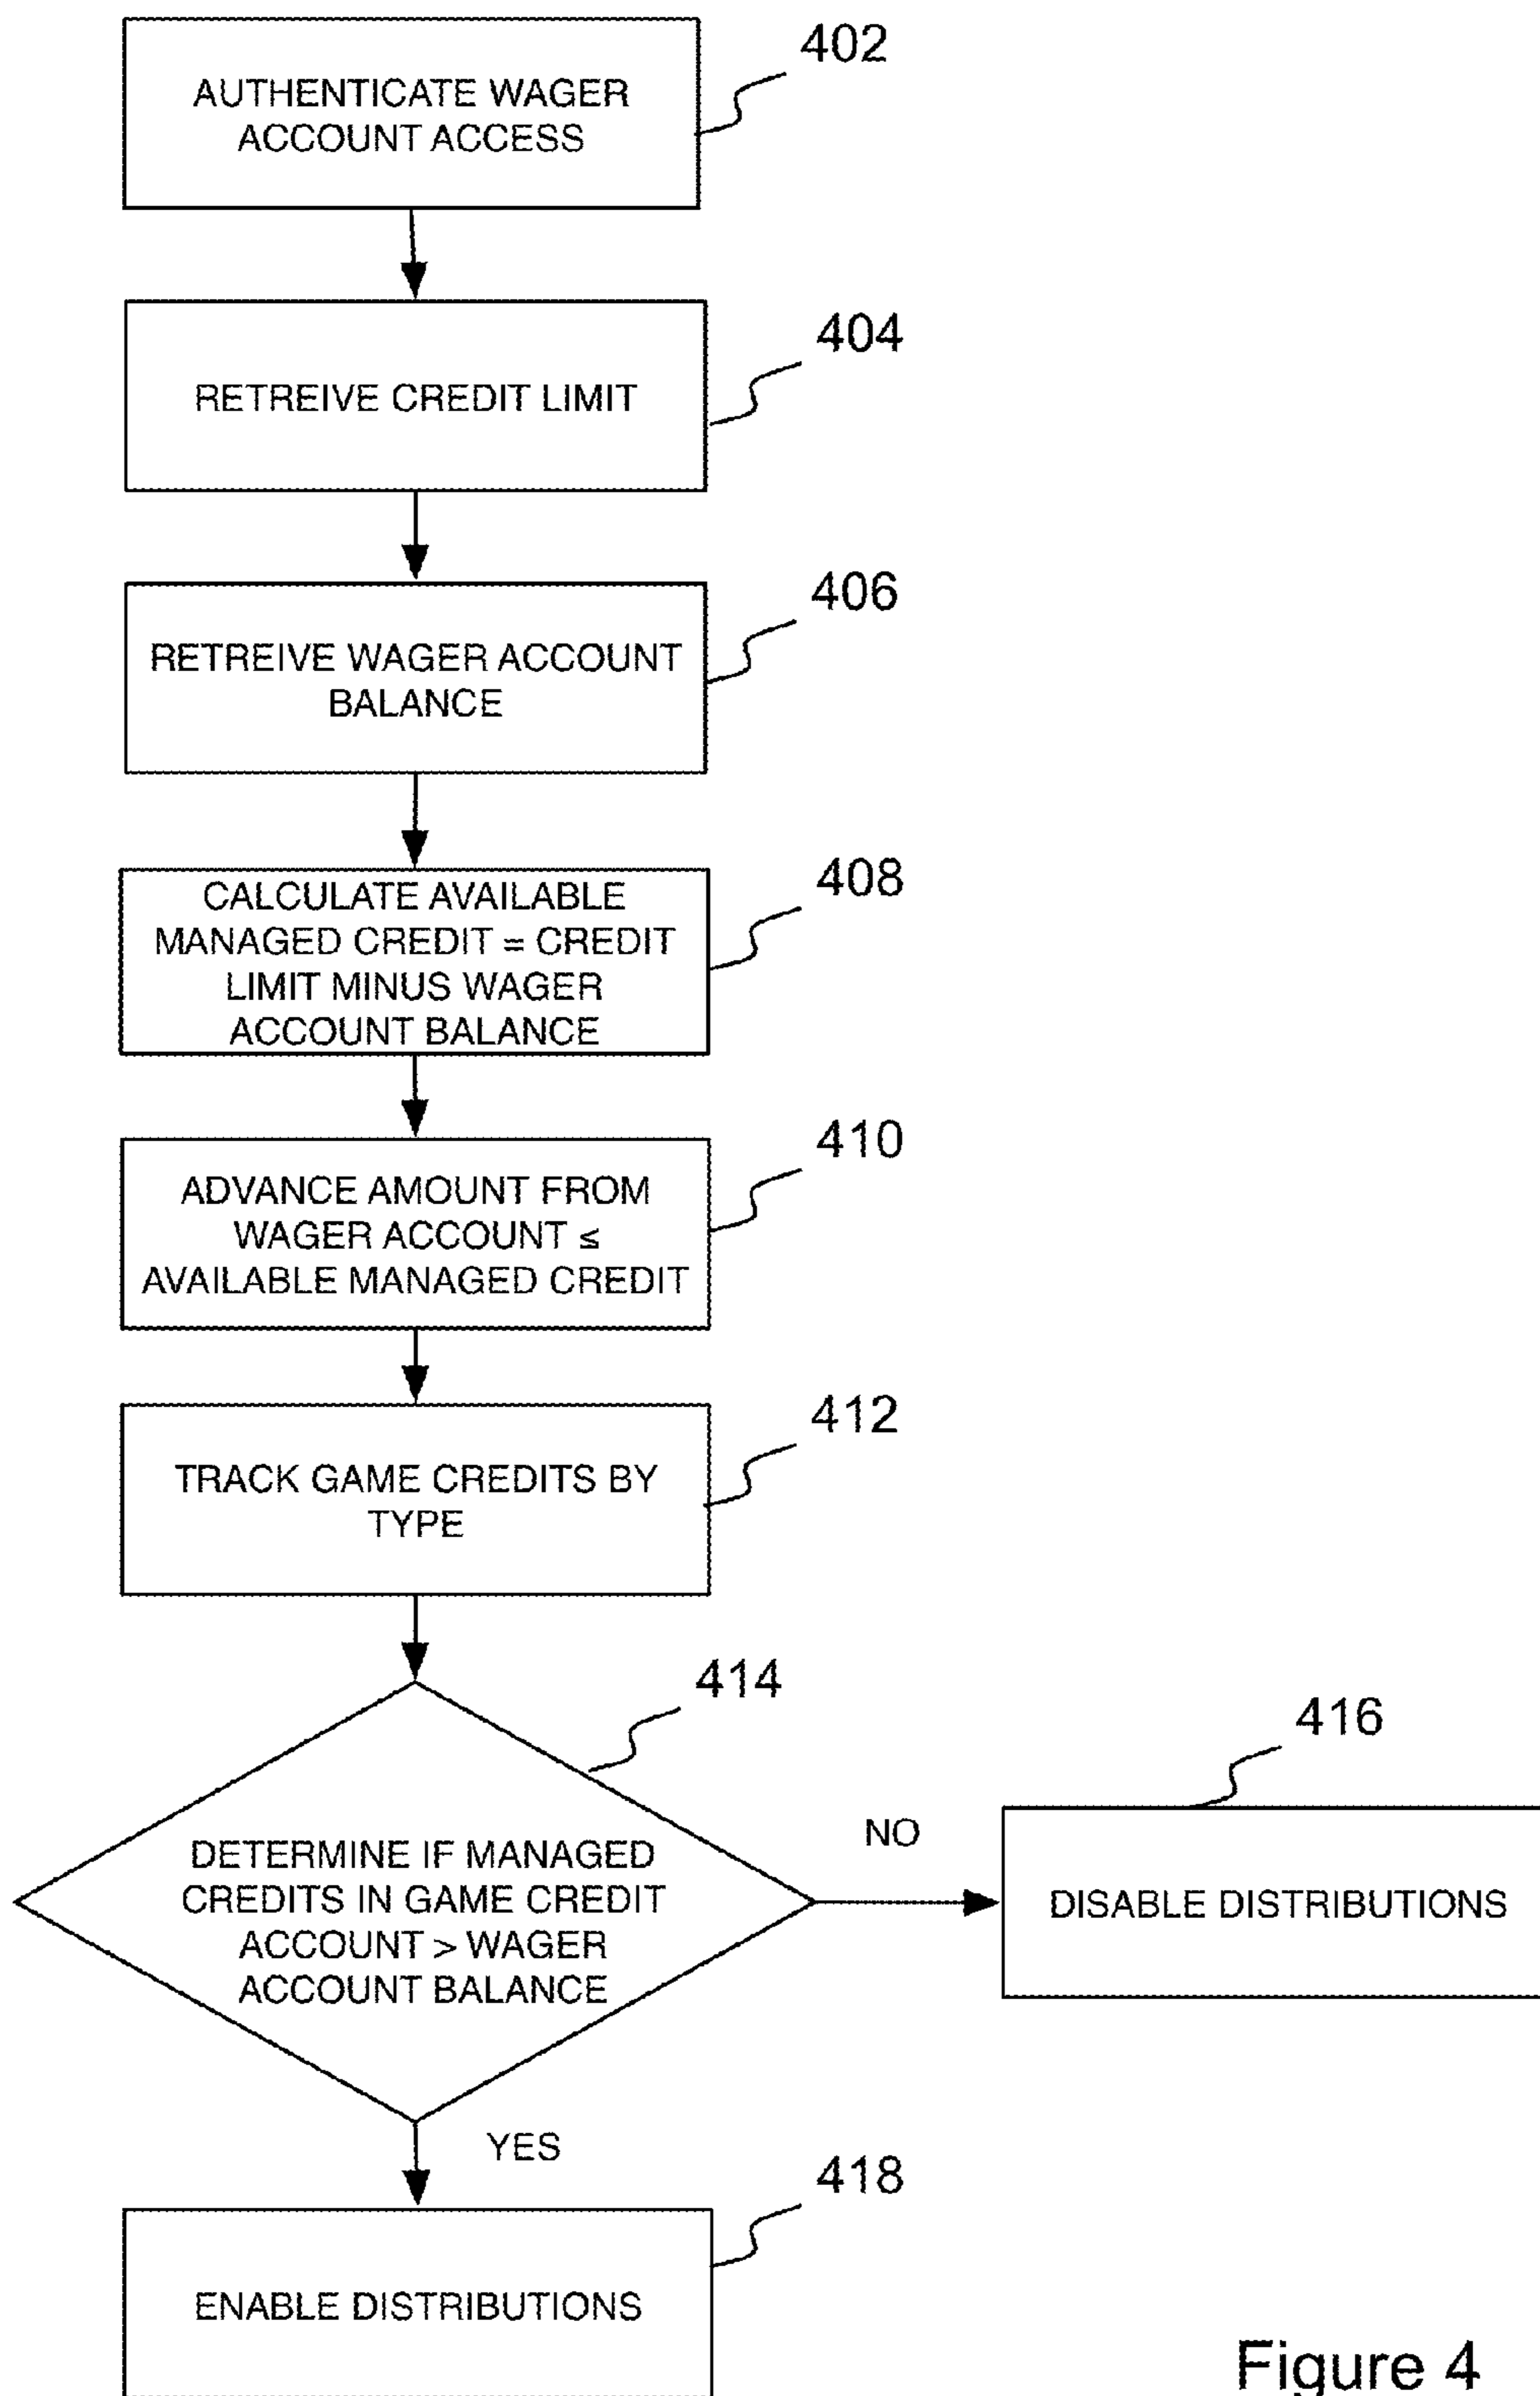 402
AUTHENTICATE WAGER
ACCOUNT ACCESS
404
RETREIVE CREDIT LIMIT
406
RETREIVE WAGER ACCOUNT
BALANCE
408
CALCULATE AVAILABLE
MANAGED CREDIT = CREDIT
LIMIT MINUS WAGER
ACCOUNT BALANCE
410
ADVANCE AMOUNT FROM
WAGER ACCOUNT ≤
AVAILABLE MANAGED CREDIT
412
TRACK GAME CREDITS BY
TYPE
414
DETERMINE IF MANAGED
CREDITS IN GAME CREDIT
ACCOUNT > WAGER
ACCOUNT BALANCE
NO
416
DISABLE DISTRIBUTIONS
YES
418
ENABLE DISTRIBUTIONS
Figure 4